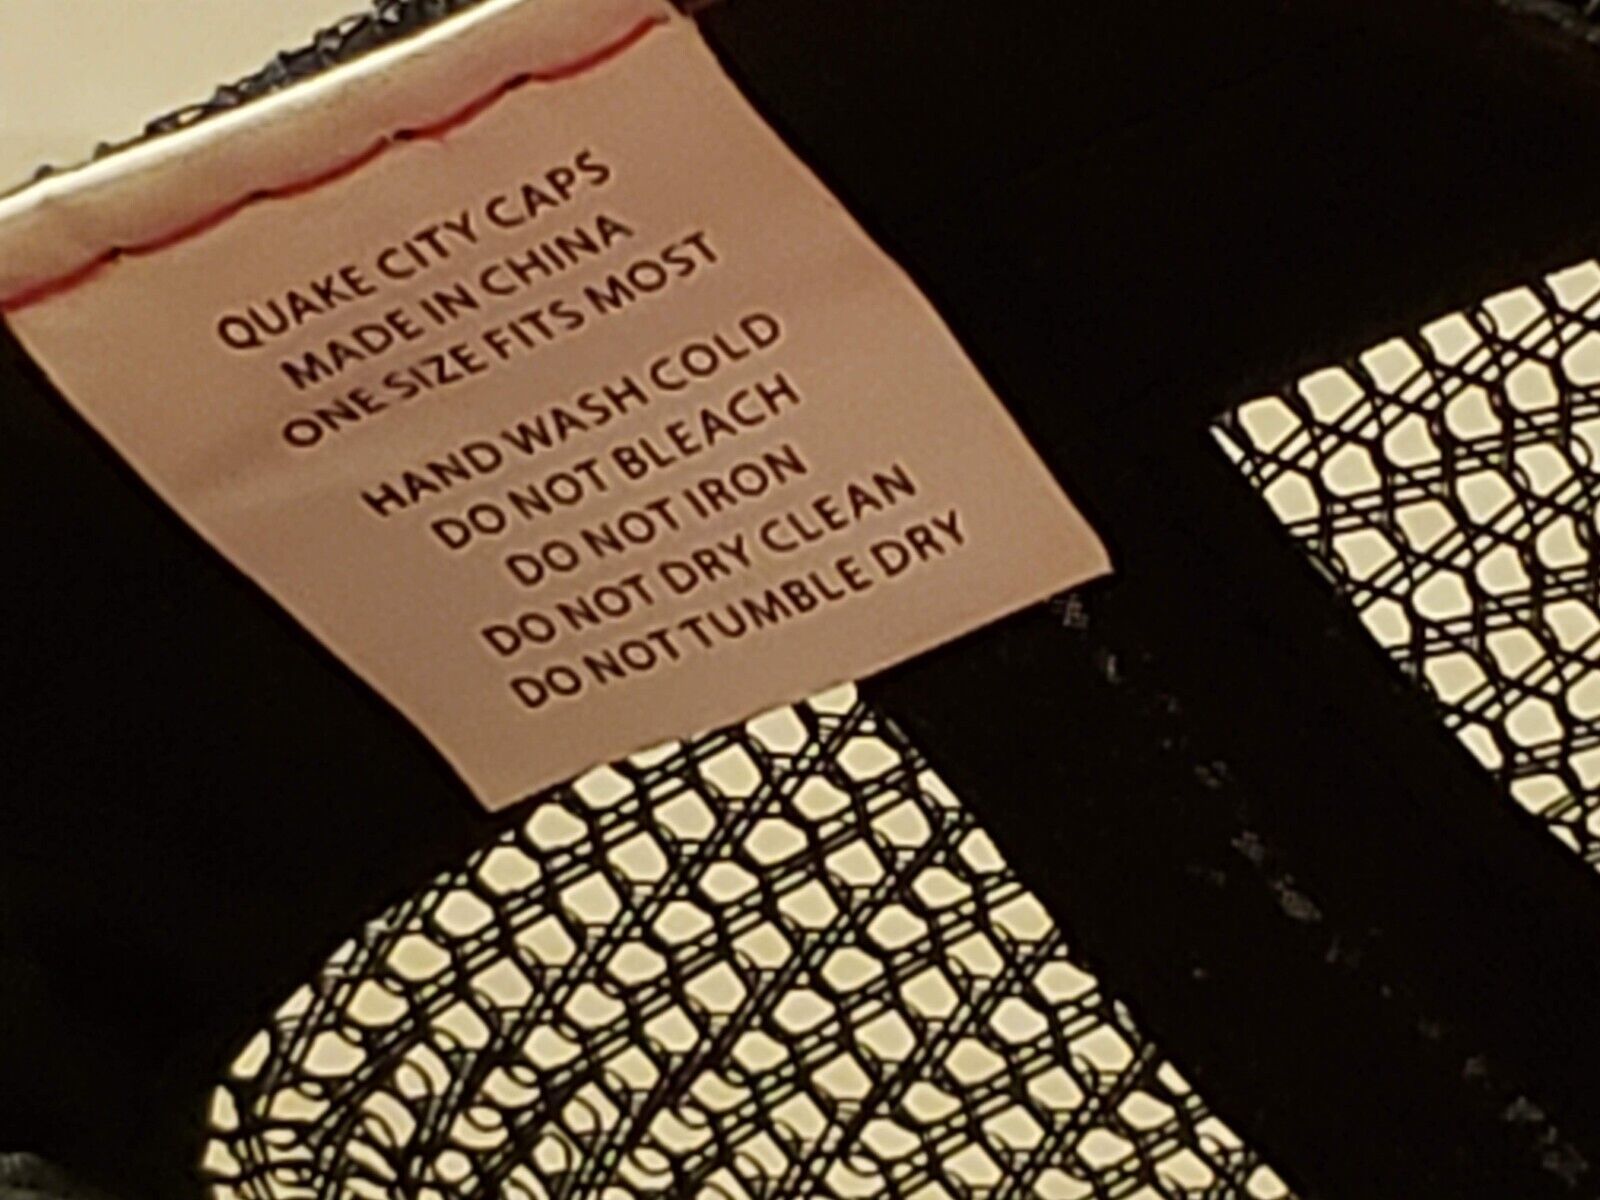 QUAKE CITY CAPS
MADE IN CHINA
ONE SIZE FITS MOST
HAND WASH COLD
DO NOT BLEACH
DO NOT IRON
DO NOT DRY CLEAN
DO NOT TUMBLE DRY